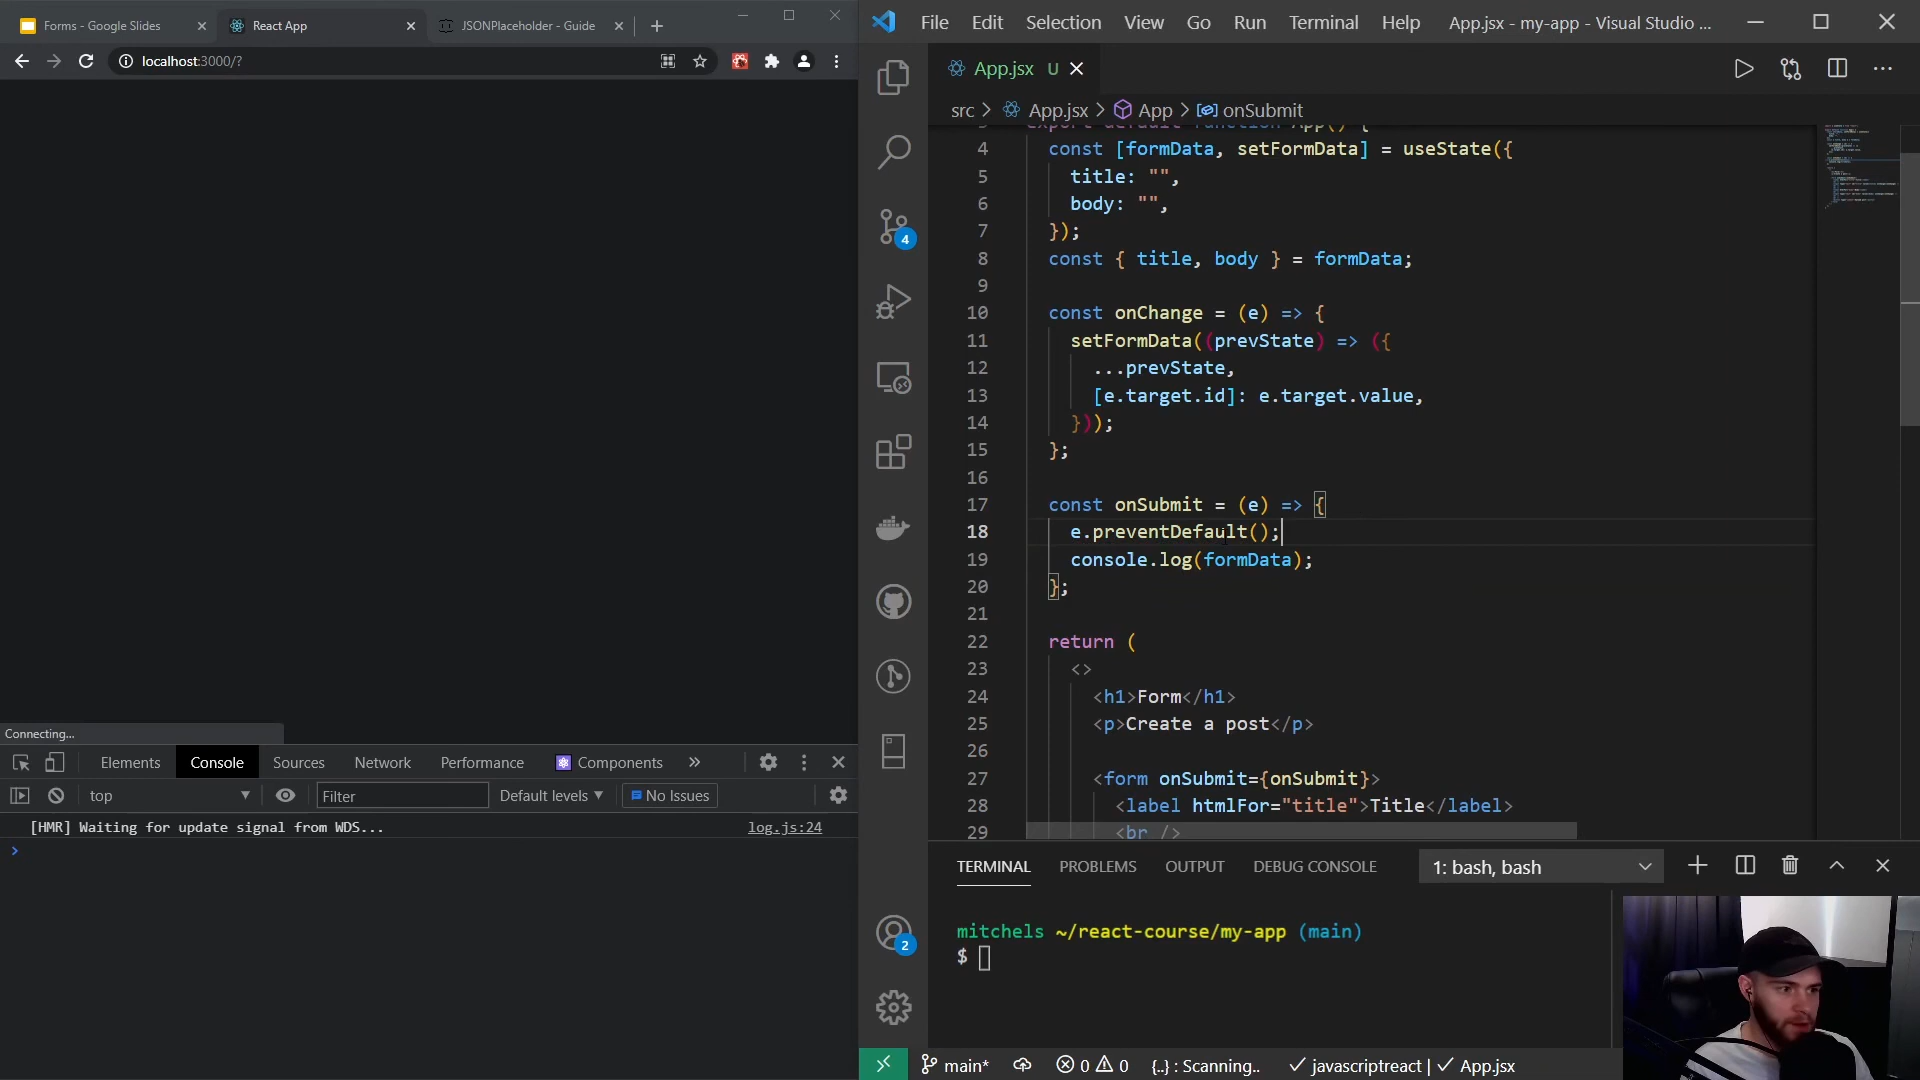 Forms - Google Slides
React App
JSONPlaceholder - Guide
localhost:3000/?
Connecting...
Elements
Console
Sources
Network
Performance
Components
top
Filter
Default levels
No Issues
[HMR] Waiting for update signal from WDS...
log.js:24
File Edit Selection View Go Run Terminal Help
App.jsx - my-app - Visual Studio ...
App.jsx U
src > App.jsx > App > onSubmit
3 export default function App() {
4 const [formData, setFormData] = useState({
5 title: "",
6 body: "",
7 });
8 const { title, body } = formData;
9
10 const onChange = (e) => {
11 setFormData((prevState) => ({
12 ...prevState,
13 [e.target.id]: e.target.value,
14 }));
15 };
16
17 const onSubmit = (e) => {
18 e.preventDefault();
19 console.log(formData);
20 };
21
22 return (
23 <>
24 <h1>Form</h1>
25 <p>Create a post</p>
26
27 <form onSubmit={onSubmit}>
28 <label htmlFor="title">Title</label>
29 <br />
4
2
TERMINAL PROBLEMS OUTPUT DEBUG CONSOLE
1: bash, bash
mitchels ~/react-course/my-app (main)
$
main*
0 0
{..} : Scanning..
javascriptreact |
App.jsx